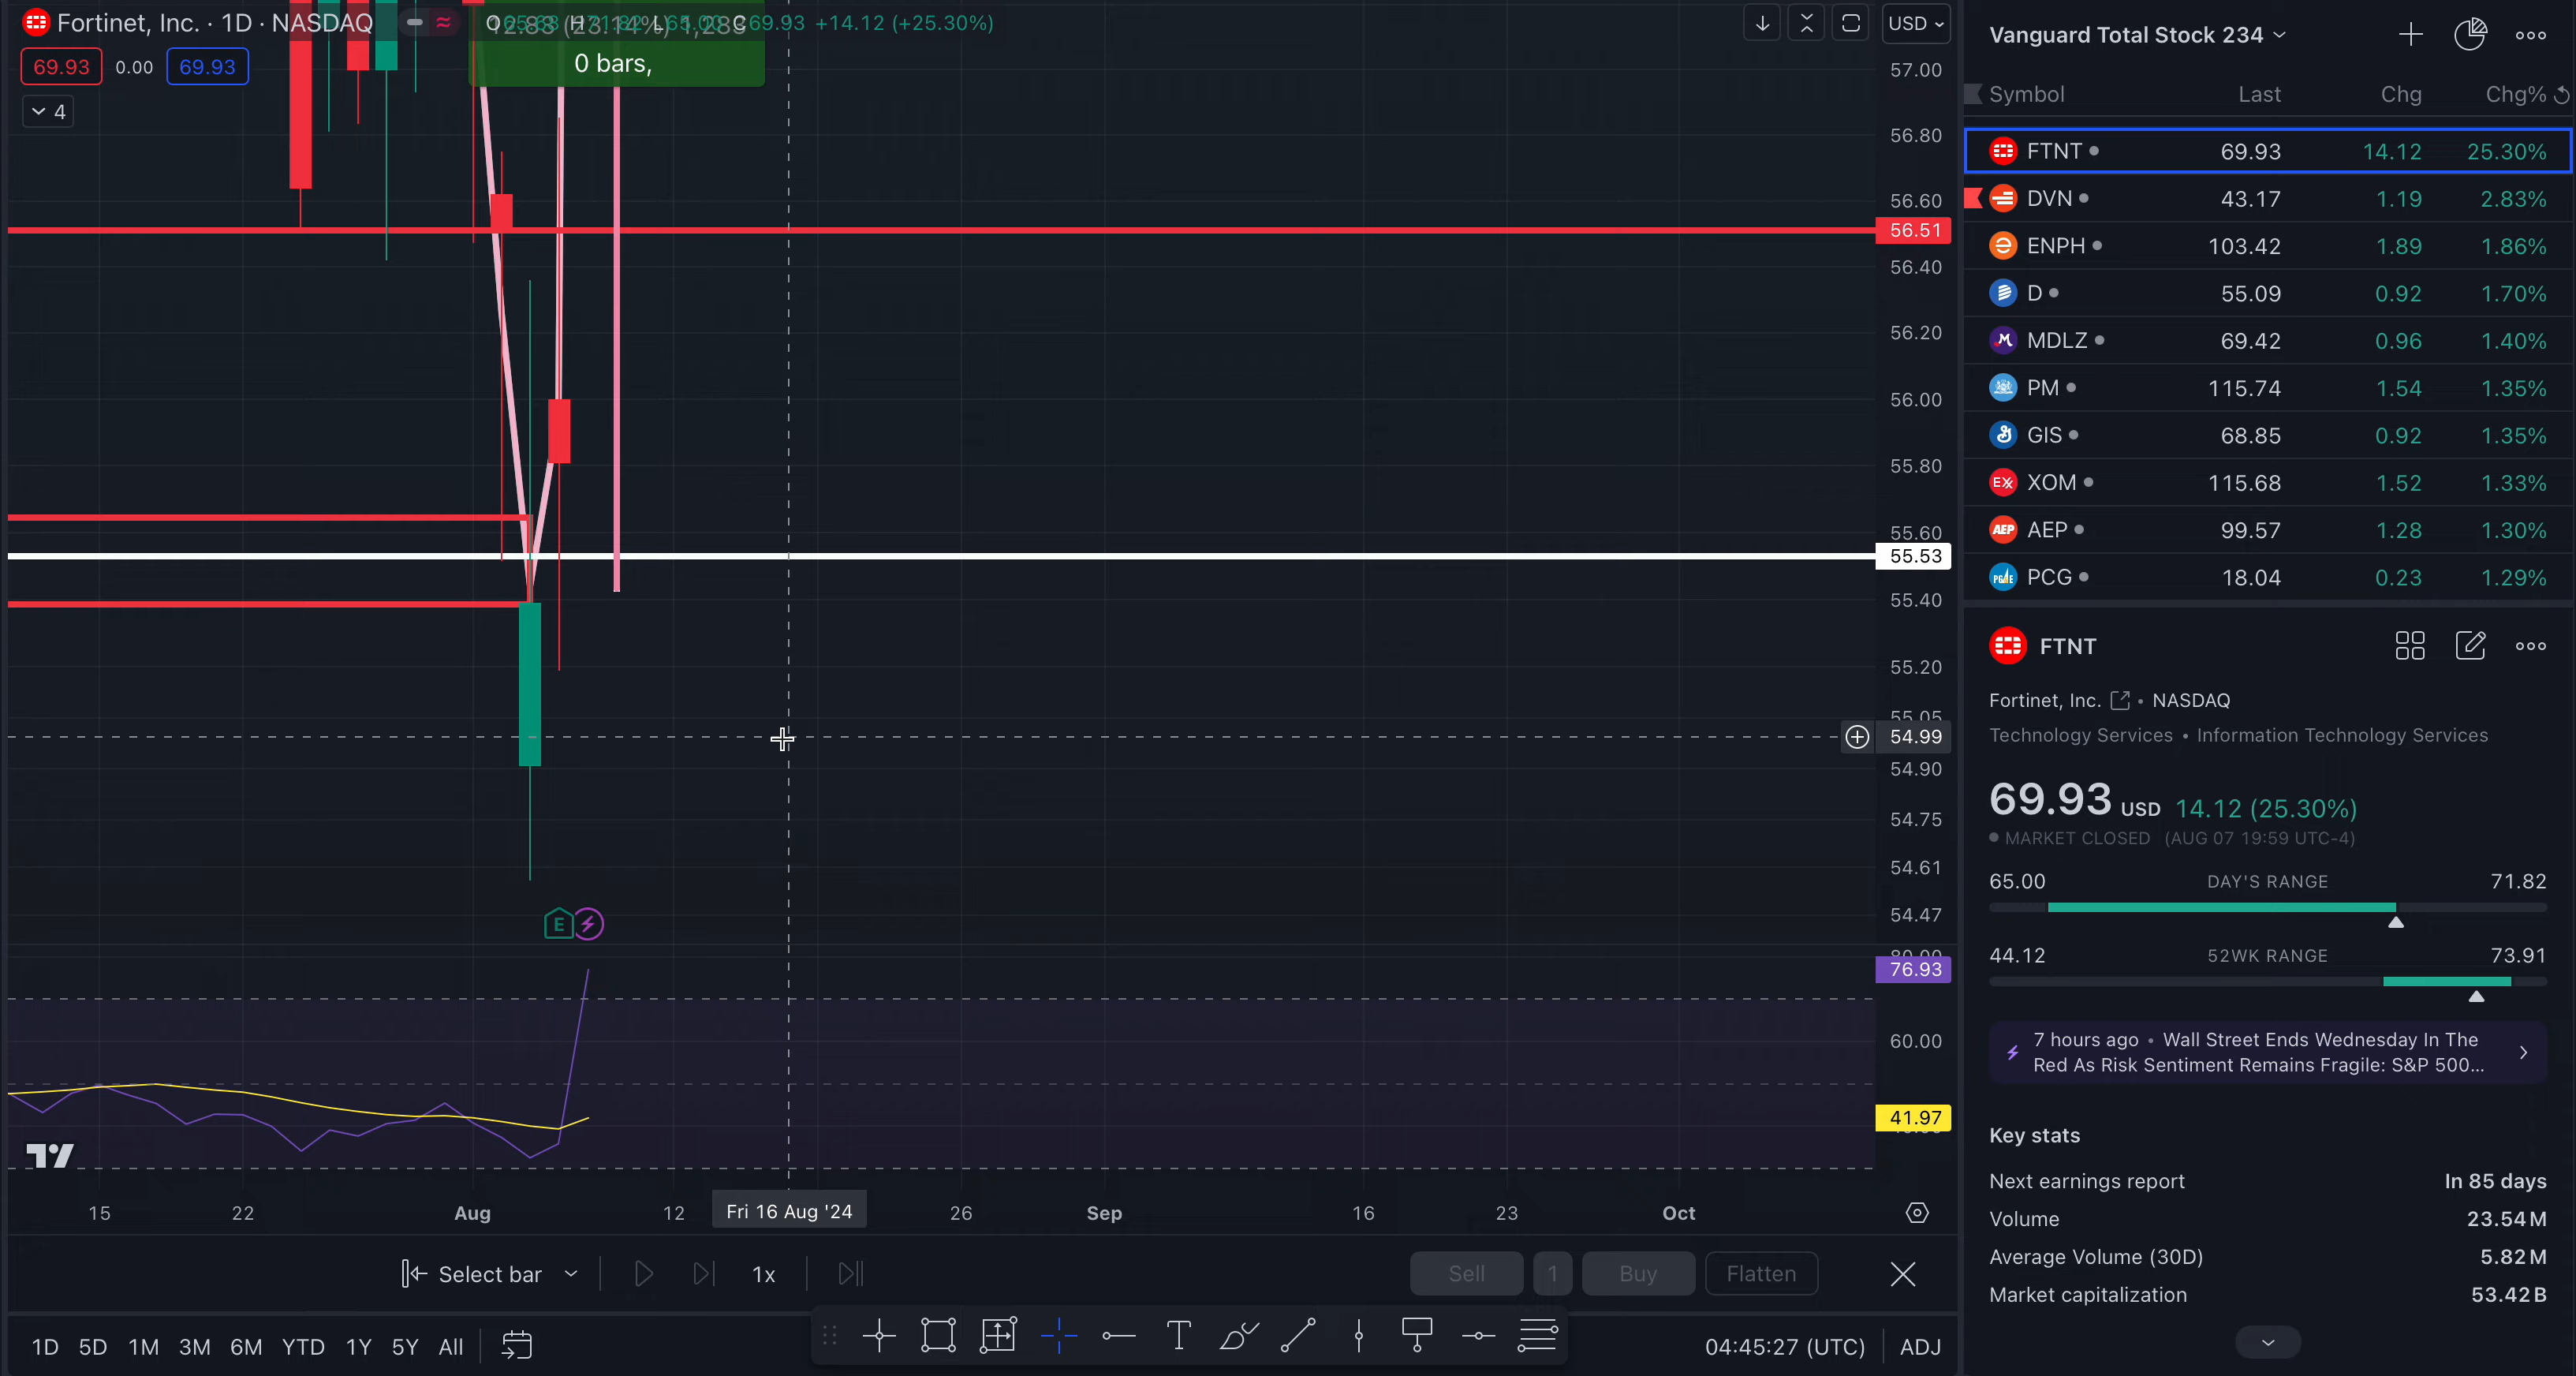 Fortinet, Inc. · 1D · NASDAQ
69.93 +14.12 (+25.30%)
69.93 0.00 69.93
0 bars,
4
USD
57.00
56.80
56.60
56.51
56.40
56.20
56.00
55.80
55.60
55.53
55.40
55.20
55.05
54.99
54.90
54.75
54.61
54.47
E
80.00
76.93
60.00
41.97
15 22 Aug 12 Fri 16 Aug '24 26 Sep 16 23 Oct
Select bar 1x Sell 1 Buy Flatten
1D 5D 1M 3M 6M YTD 1Y 5Y All 04:45:27 (UTC) ADJ
Vanguard Total Stock 234
Symbol Last Chg Chg%
FTNT 69.93 14.12 25.30%
DVN 43.17 1.19 2.83%
ENPH 103.42 1.89 1.86%
D 55.09 0.92 1.70%
MDLZ 69.42 0.96 1.40%
PM 115.74 1.54 1.35%
GIS 68.85 0.92 1.35%
XOM 115.68 1.52 1.33%
AEP 99.57 1.28 1.30%
PCG 18.04 0.23 1.29%
FTNT
Fortinet, Inc. • NASDAQ
Technology Services • Information Technology Services
69.93 USD 14.12 (25.30%)
MARKET CLOSED (AUG 07 19:59 UTC-4)
65.00 DAY'S RANGE 71.82
44.12 52WK RANGE 73.91
7 hours ago • Wall Street Ends Wednesday In The
Red As Risk Sentiment Remains Fragile: S&P 500...
Key stats
Next earnings report In 85 days
Volume 23.54M
Average Volume (30D) 5.82M
Market capitalization 53.42B